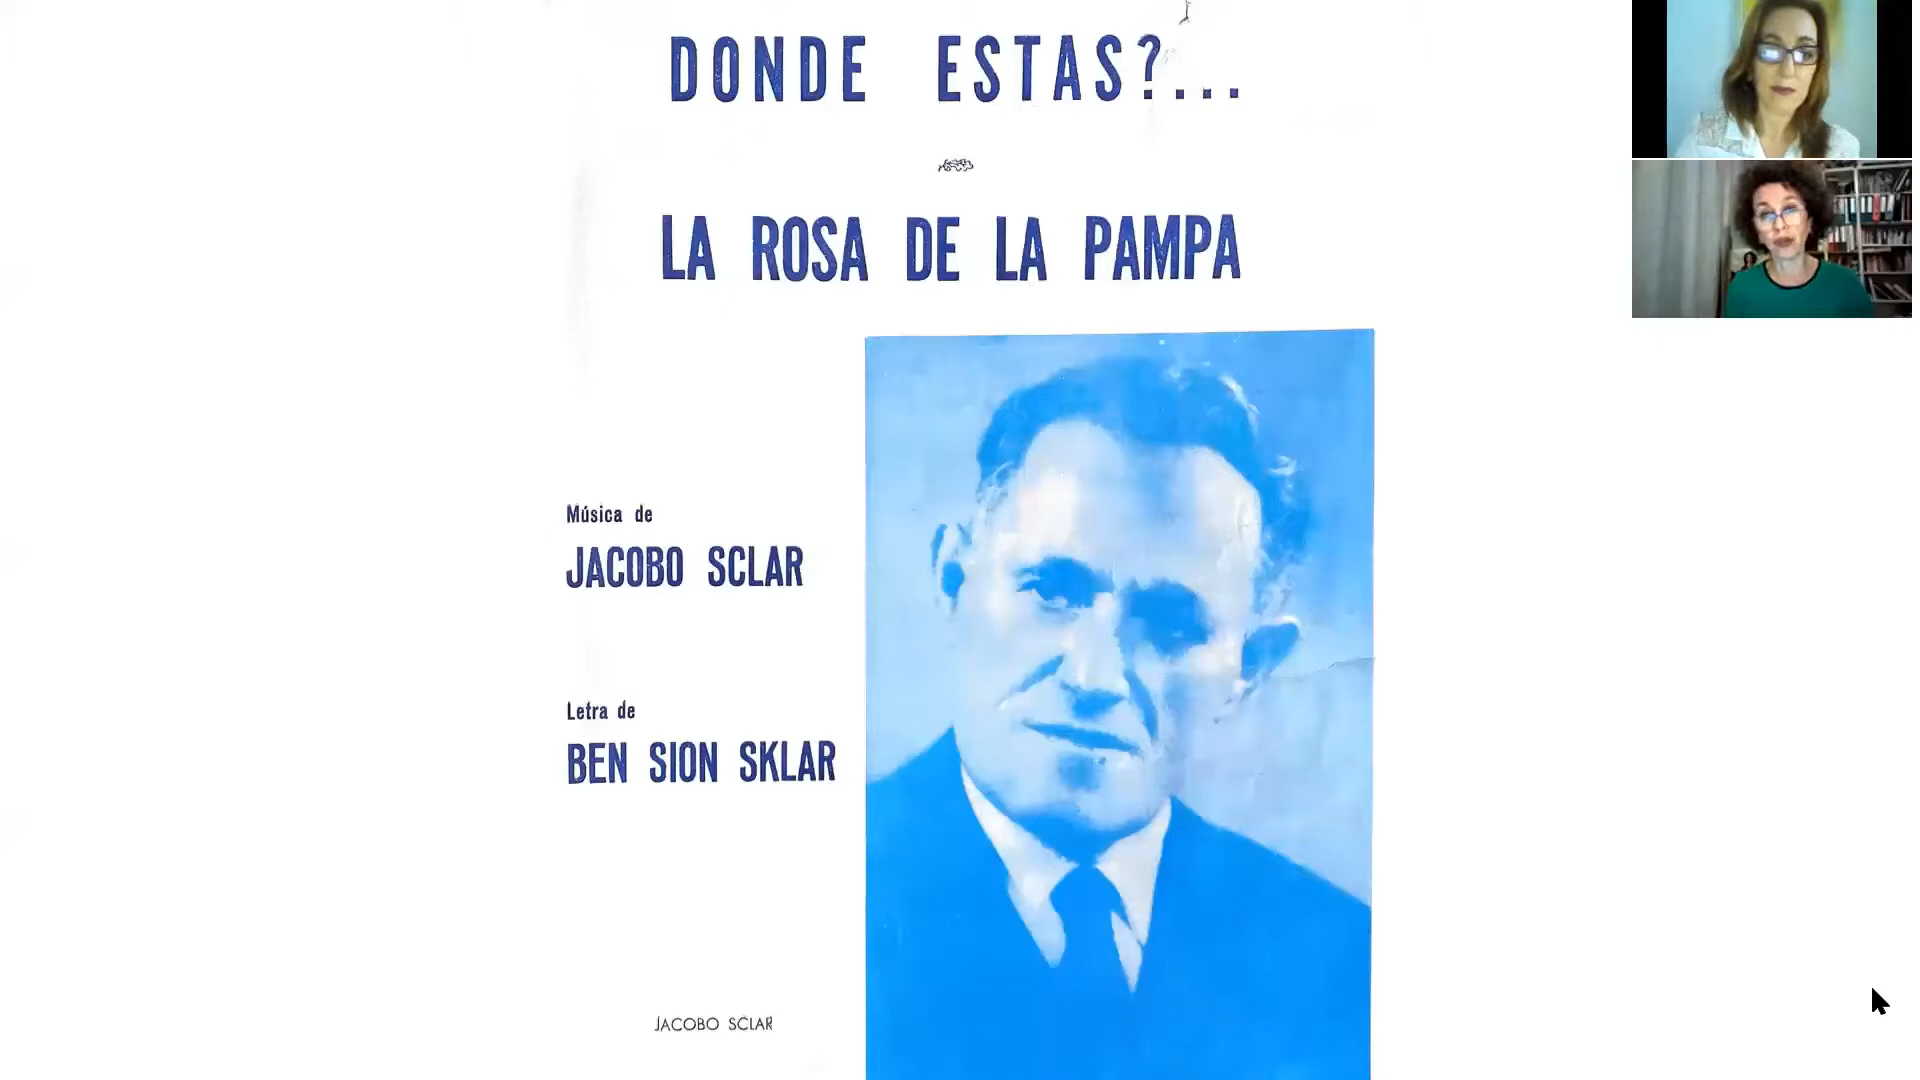 DONDE ESTAS?...
LA ROSA DE LA PAMPA
Música de
JACOBO SCLAR
Letra de
BEN SION SKLAR
JACOBO SCLAR